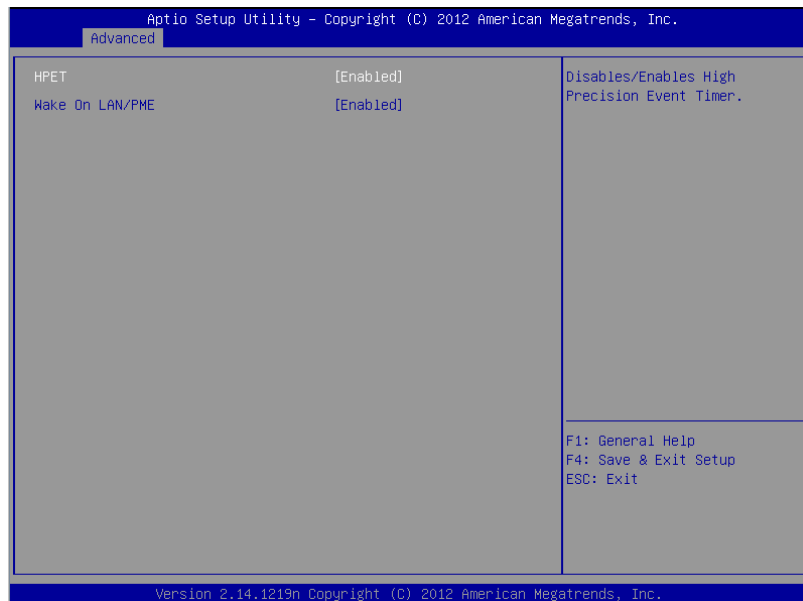 Aptio Setup Utility – Copyright (C) 2012 American Megatrends, Inc.
Advanced
HPET [Enabled]
Wake On LAN/PME [Enabled]
Disables/Enables High
Precision Event Timer.
F1: General Help
F4: Save & Exit Setup
ESC: Exit
Version 2.14.1219n Copyright (C) 2012 American Megatrends, Inc.